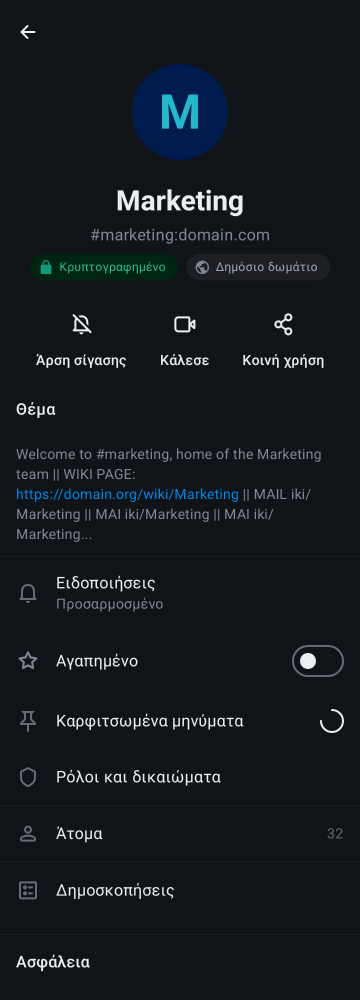 M
Marketing
#marketing:domain.com
Κρυπτογραφημένο
Δημόσιο δωμάτιο
Άρση σίγασης
Κάλεσε
Κοινή χρήση
Θέμα
Welcome to #marketing, home of the Marketing
team || WIKI PAGE:
https://domain.org/wiki/Marketing || MAIL iki/
Marketing || MAI iki/Marketing || MAI iki/
Marketing...
Ειδοποιήσεις
Προσαρμοσμένο
Αγαπημένο
Καρφιτσωμένα μηνύματα
Ρόλοι και δικαιώματα
Άτομα 32
Δημοσκοπήσεις
Ασφάλεια